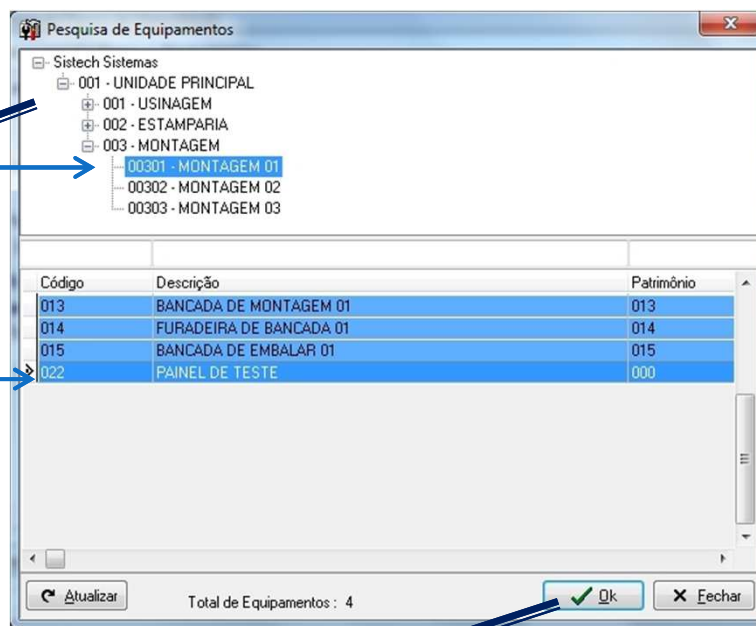 Pesquisa de Equipamentos
Sistech Sistemas
001 - UNIDADE PRINCIPAL
001 - USINAGEM
002 - ESTAMPARIA
003 - MONTAGEM
00301 - MONTAGEM 01
00302 - MONTAGEM 02
00303 - MONTAGEM 03
Código Descrição Patrimônio
013 BANCADA DE MONTAGEM 01 013
014 FURADEIRA DE BANCADA 01 014
015 BANCADA DE EMBALAR 01 015
022 PAINEL DE TESTE 000
Atualizar Total de Equipamentos : 4 Ok Fechar